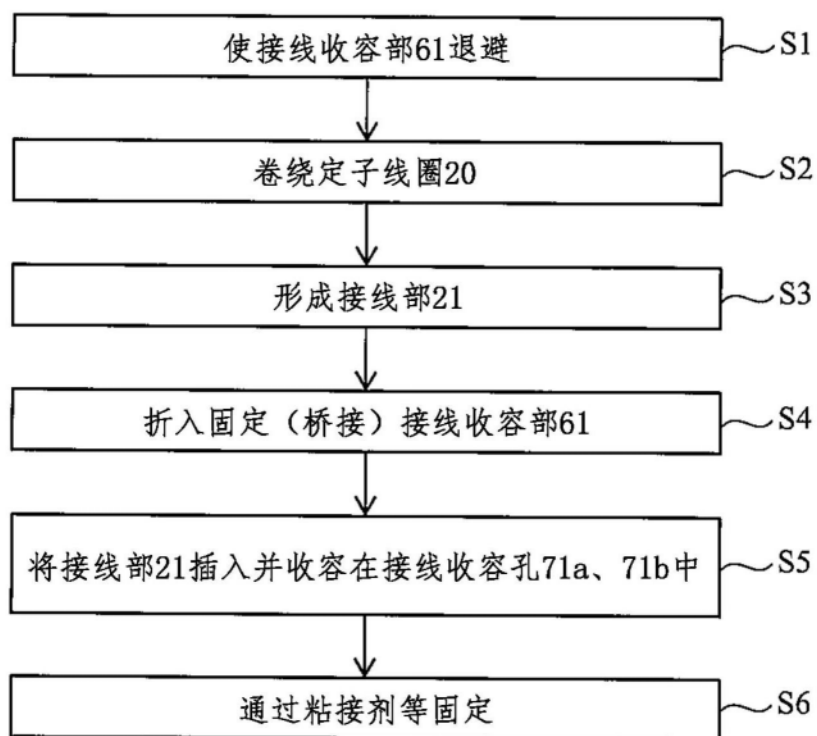 使接线收容部61退避
S1
卷绕定子线圈20
S2
形成接线部21
S3
折入固定（桥接）接线收容部61
S4
将接线部21插入并收容在接线收容孔71a、71b中
S5
通过粘接剂等固定
S6